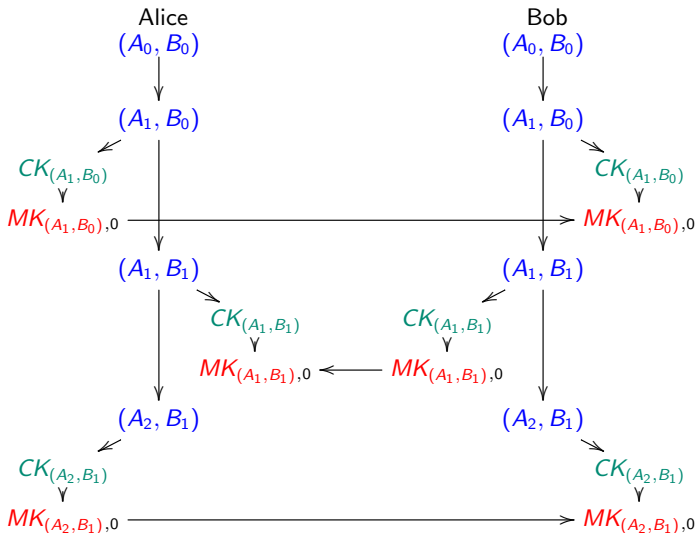 Alice Bob
(A₀, B₀) (A₀, B₀)
(A₁, B₀) (A₁, B₀)
CK₍A₁,B₀₎ CK₍A₁,B₀₎
MK₍A₁,B₀₎,₀ MK₍A₁,B₀₎,₀
(A₁, B₁) (A₁, B₁)
CK₍A₁,B₁₎ CK₍A₁,B₁₎
MK₍A₁,B₁₎,₀ MK₍A₁,B₁₎,₀
(A₂, B₁) (A₂, B₁)
CK₍A₂,B₁₎ CK₍A₂,B₁₎
MK₍A₂,B₁₎,₀ MK₍A₂,B₁₎,₀